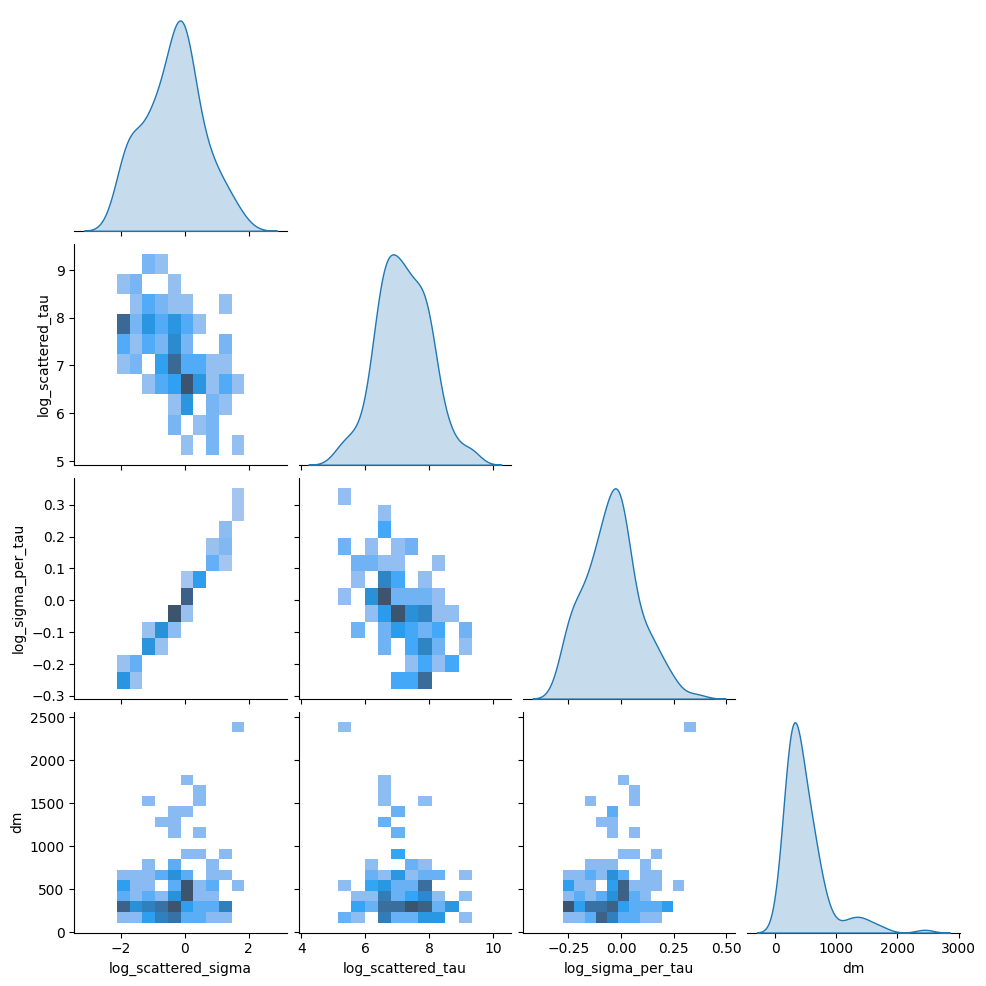 9
8
7
6
5
log_scattered_tau
0.3
0.2
0.1
0.0
−0.1
−0.2
−0.3
log_sigma_per_tau
2500
2000
1500
1000
500
0
dm
−2 0 2
log_scattered_sigma
4 6 8 10
log_scattered_tau
−0.25 0.00 0.25 0.50
log_sigma_per_tau
0 1000 2000 3000
dm